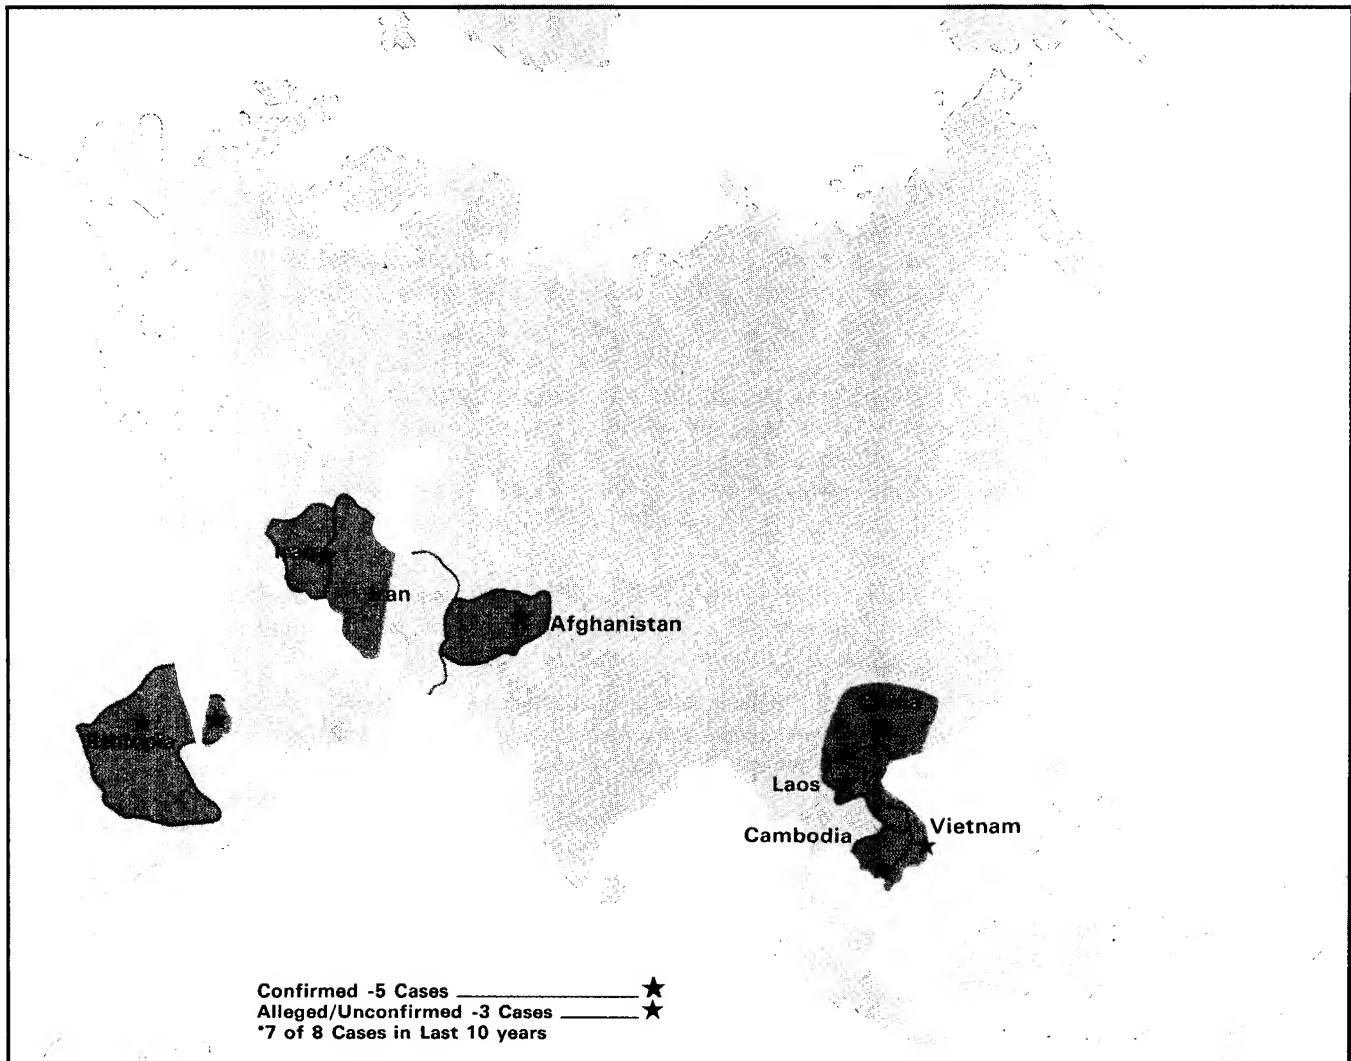 Iran
Afghanistan
Laos
Cambodia
Vietnam
Confirmed -5 Cases
Alleged/Unconfirmed -3 Cases
*7 of 8 Cases in Last 10 years